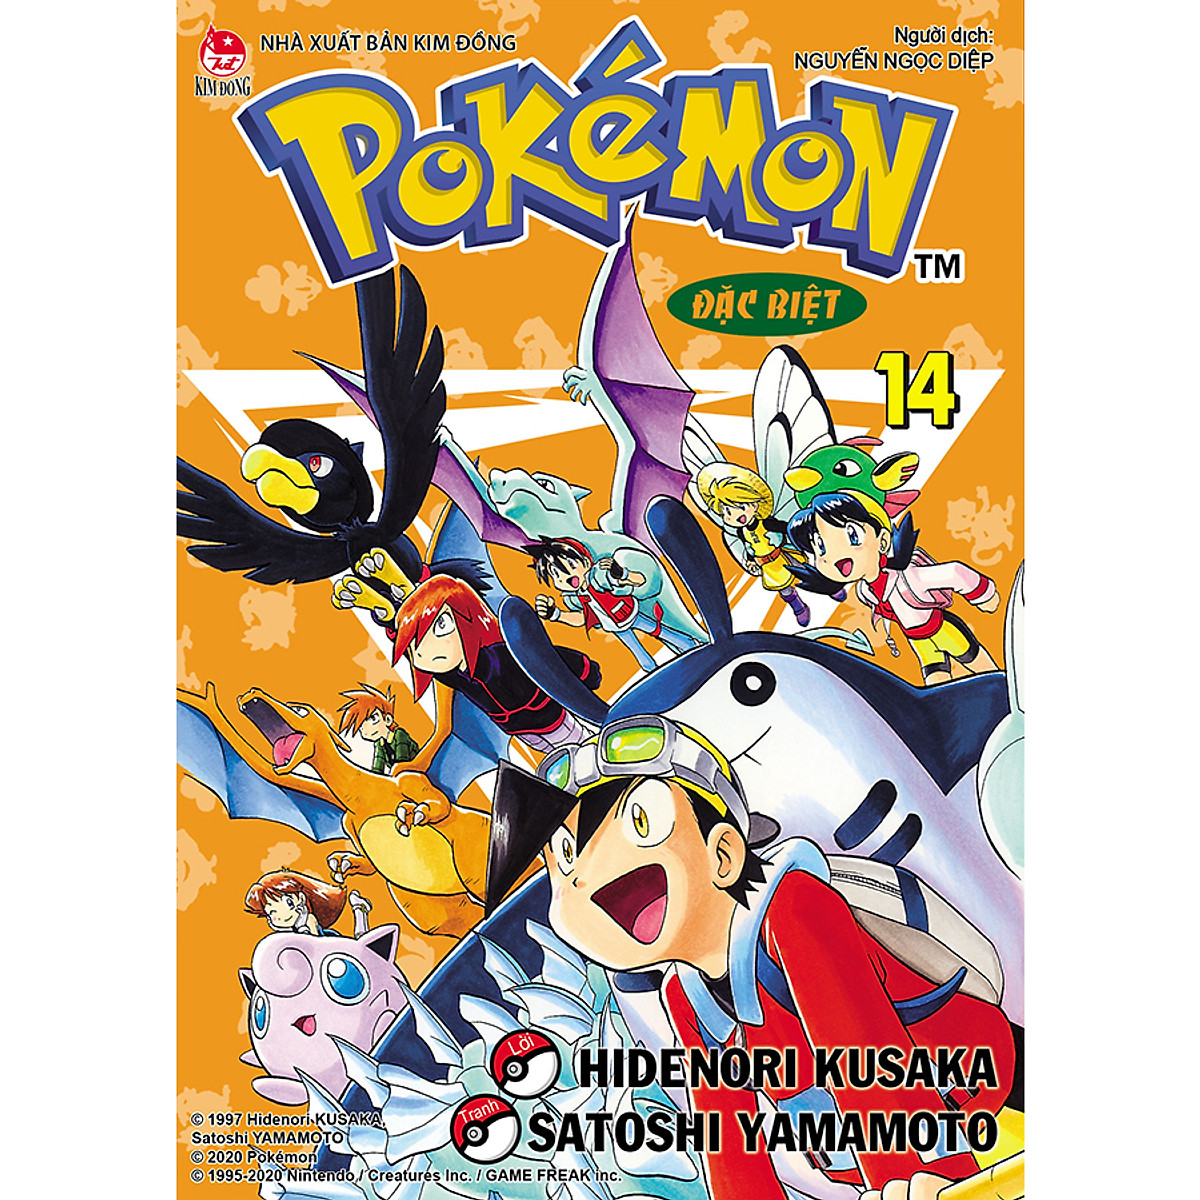 KIM ĐỒNG
NHÀ XUẤT BẢN KIM ĐỒNG
Người dịch:
NGUYỄN NGỌC DIỆP
POKéMON
TM
ĐẶC BIỆT
14
Lời
HIDENORI KUSAKA
Tranh
SATOSHI YAMAMOTO
© 1997 Hidenori KUSAKA,
Satoshi YAMAMOTO
© 2020 Pokémon
© 1995-2020 Nintendo / Creatures Inc. / GAME FREAK inc.